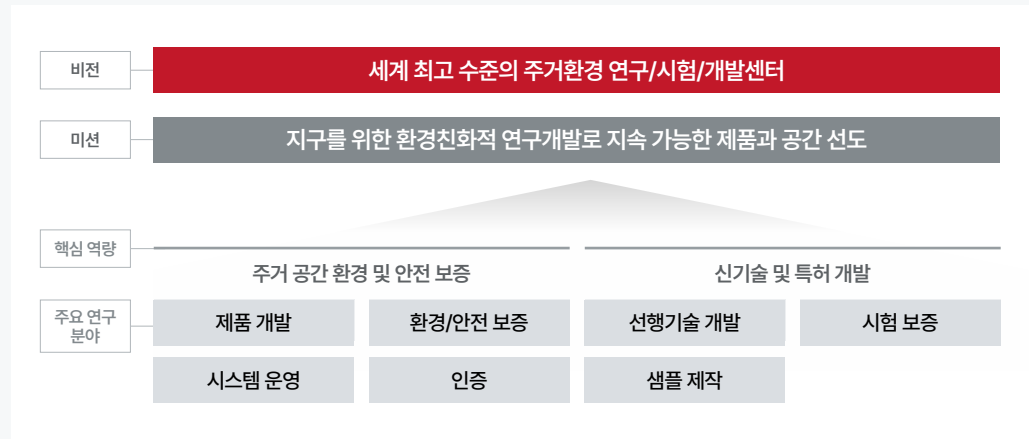 비전
세계 최고 수준의 주거환경 연구/시험/개발센터
미션
지구를 위한 환경친화적 연구개발로 지속 가능한 제품과 공간 선도
핵심 역량
주거 공간 환경 및 안전 보증
신기술 및 특허 개발
주요 연구
분야
제품 개발
환경/안전 보증
선행기술 개발
시험 보증
시스템 운영
인증
샘플 제작